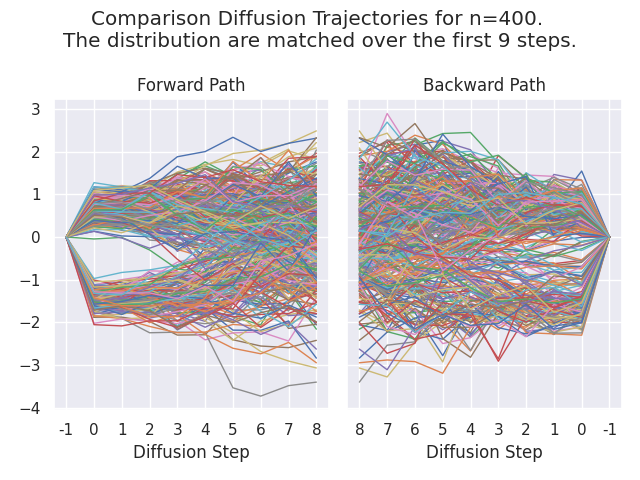 Comparison Diffusion Trajectories for n=400.
The distribution are matched over the first 9 steps.
Forward Path
Backward Path
3
2
1
0
−1
−2
−3
−4
-1 0 1 2 3 4 5 6 7 8
8 7 6 5 4 3 2 1 0 -1
Diffusion Step
Diffusion Step